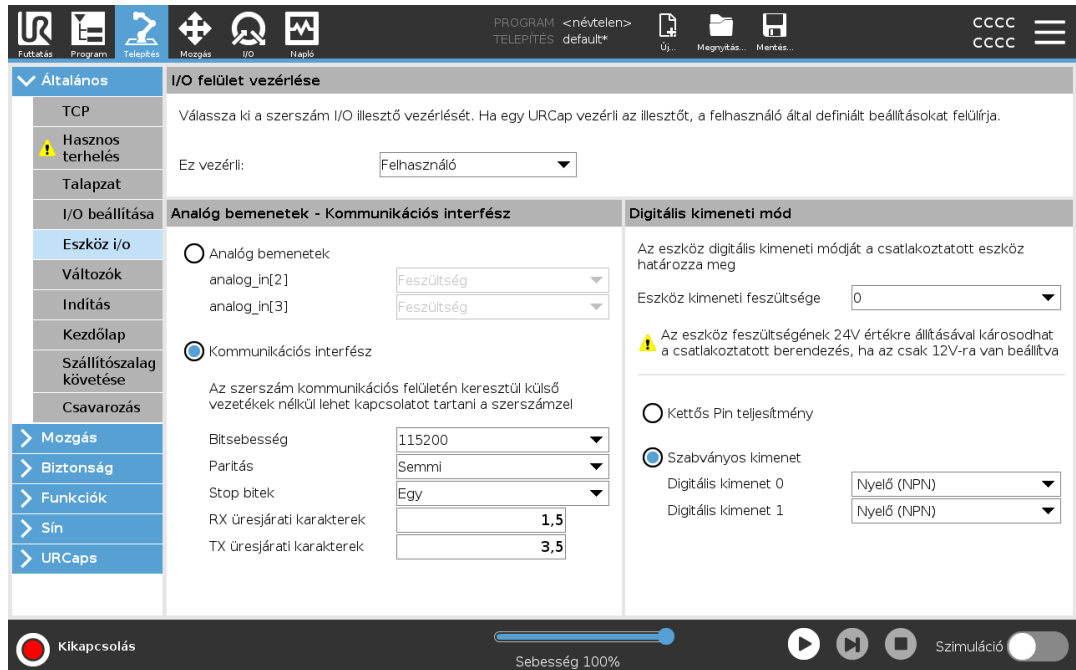 PROGRAM <névtelen>
TELEPÍTÉS default*
CCCC
CCCC
Futtatás Program Telepítés Mozgás I/O Napló Új... Megnyitás... Mentés...
Általános
TCP
Hasznos
terhelés
Talapzat
I/O beállítása
Eszköz i/o
Változók
Indítás
Kezdőlap
Szállítószalag
követése
Csavarozás
Mozgás
Biztonság
Funkciók
Sín
URCaps
I/O felület vezérlése
Válassza ki a szerszám I/O illesztő vezérlését. Ha egy URCap vezérli az illesztőt, a felhasználó által definiált beállításokat felülírja.
Ez vezérli: Felhasználó
Analóg bemenetek - Kommunikációs interfész
Analóg bemenetek
analog_in[2] Feszültség
analog_in[3] Feszültség
Kommunikációs interfész
Az szerszám kommunikációs felületén keresztül külső
vezetékek nélkül lehet kapcsolatot tartani a szerszámzel
Bitsebesség 115200
Paritás Semmi
Stop bitek Egy
RX üresjárati karakterek 1,5
TX üresjárati karakterek 3,5
Digitális kimeneti mód
Az eszköz digitális kimeneti módját a csatlakoztatott eszköz
határozza meg
Eszköz kimeneti feszültsége 0
Az eszköz feszültségének 24V értékre állításával károsodhat
a csatlakoztatott berendezés, ha az csak 12V-ra van beállítva
Kettős Pin teljesítmény
Szabványos kimenet
Digitális kimenet 0 Nyelő (NPN)
Digitális kimenet 1 Nyelő (NPN)
Kikapcsolás
Sebesség 100%
Szimuláció